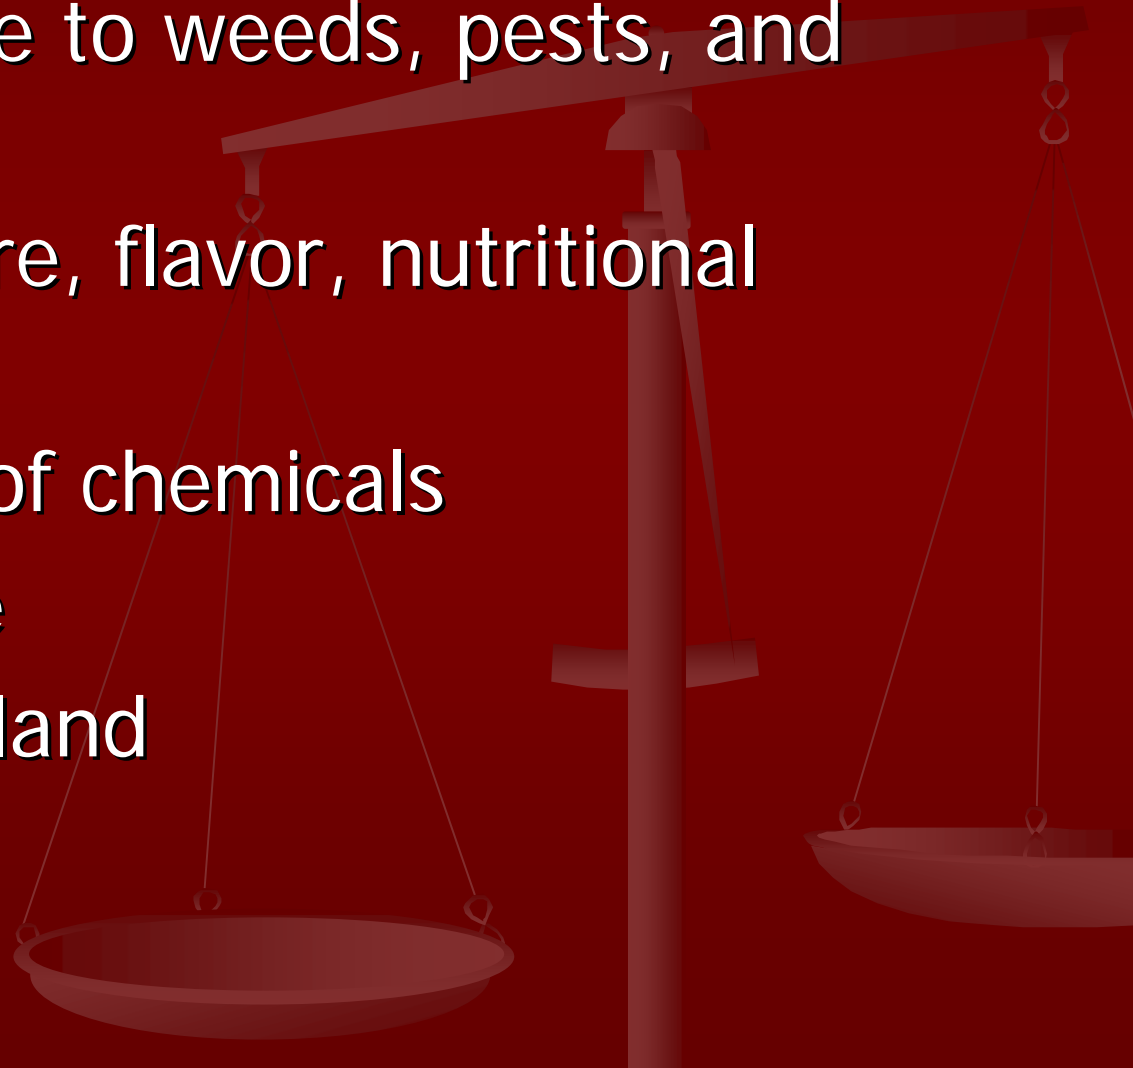 e to weeds, pests, and
re, flavor, nutritional
of chemicals
e
land